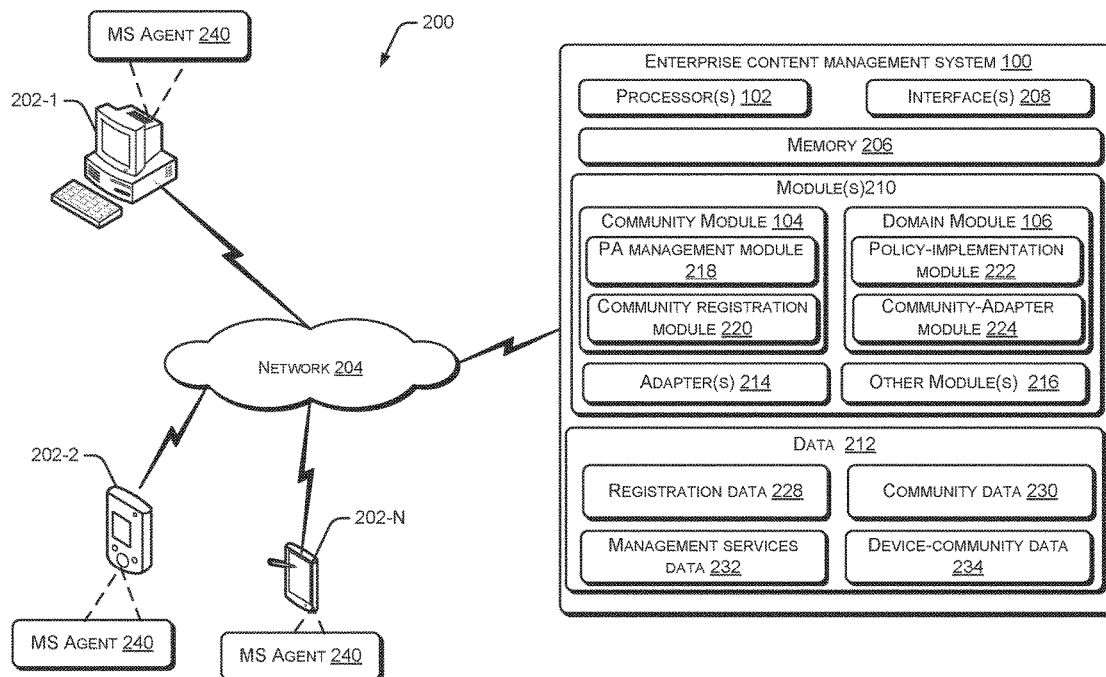 MS AGENT 240
200
202-1
ENTERPRISE CONTENT MANAGEMENT SYSTEM 100
PROCESSOR(S) 102
INTERFACE(S) 208
MEMORY 206
MODULE(S)210
COMMUNITY MODULE 104
PA MANAGEMENT MODULE
218
COMMUNITY REGISTRATION
MODULE 220
DOMAIN MODULE 106
POLICY-IMPLEMENTATION
MODULE 222
COMMUNITY-ADAPTER
MODULE 224
ADAPTER(S) 214
OTHER MODULE(S) 216
NETWORK 204
DATA 212
REGISTRATION DATA 228
COMMUNITY DATA 230
MANAGEMENT SERVICES
DATA 232
DEVICE-COMMUNITY DATA
234
202-2
202-N
MS AGENT 240
MS AGENT 240